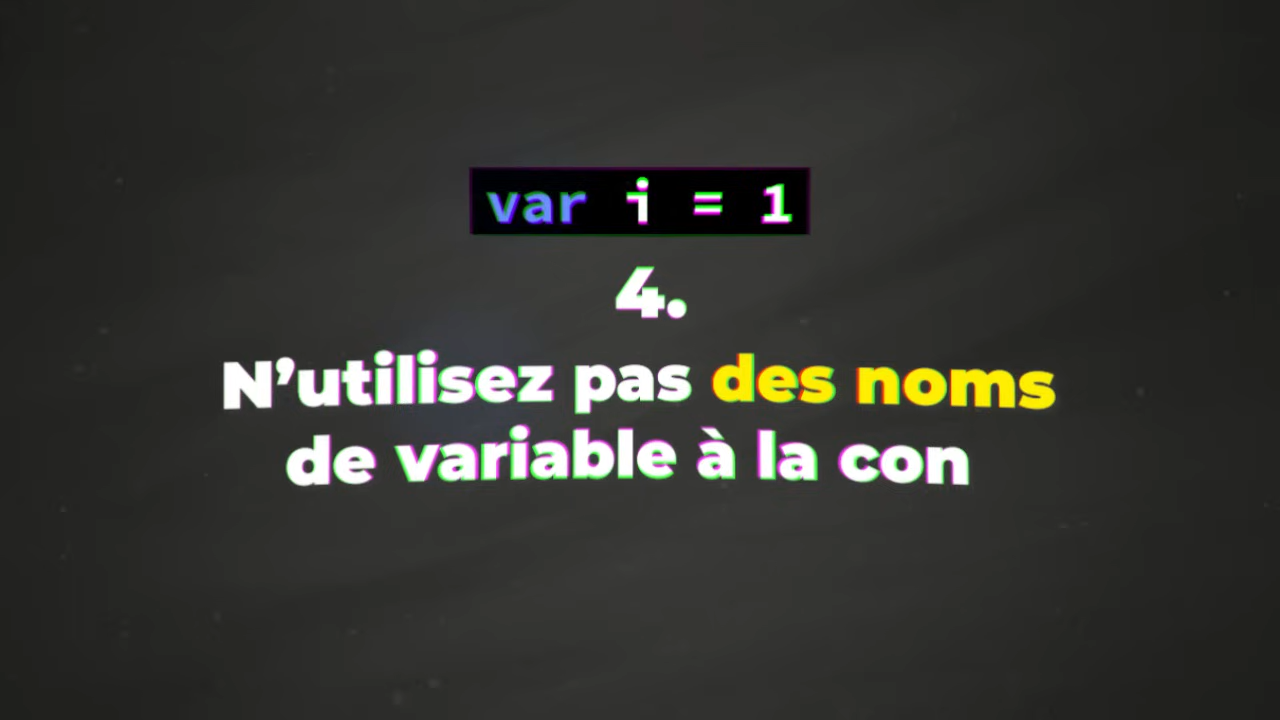 var i = 1
4.
N’utilisez pas des noms
de variable à la con